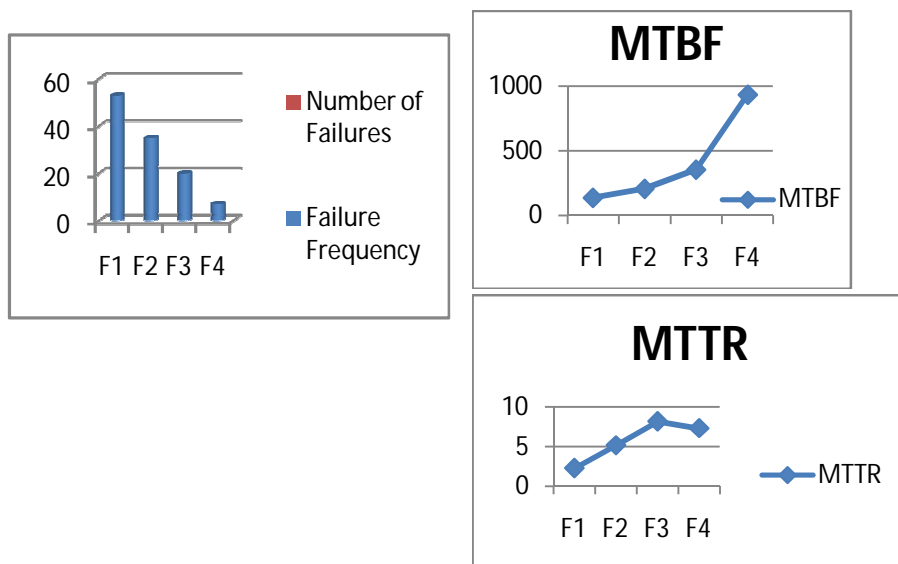 60
40
20
0
F1 F2 F3 F4
Number of
Failures
Failure
Frequency
MTBF
1000
500
0
F1 F2 F3 F4
MTBF
MTTR
10
5
0
F1 F2 F3 F4
MTTR